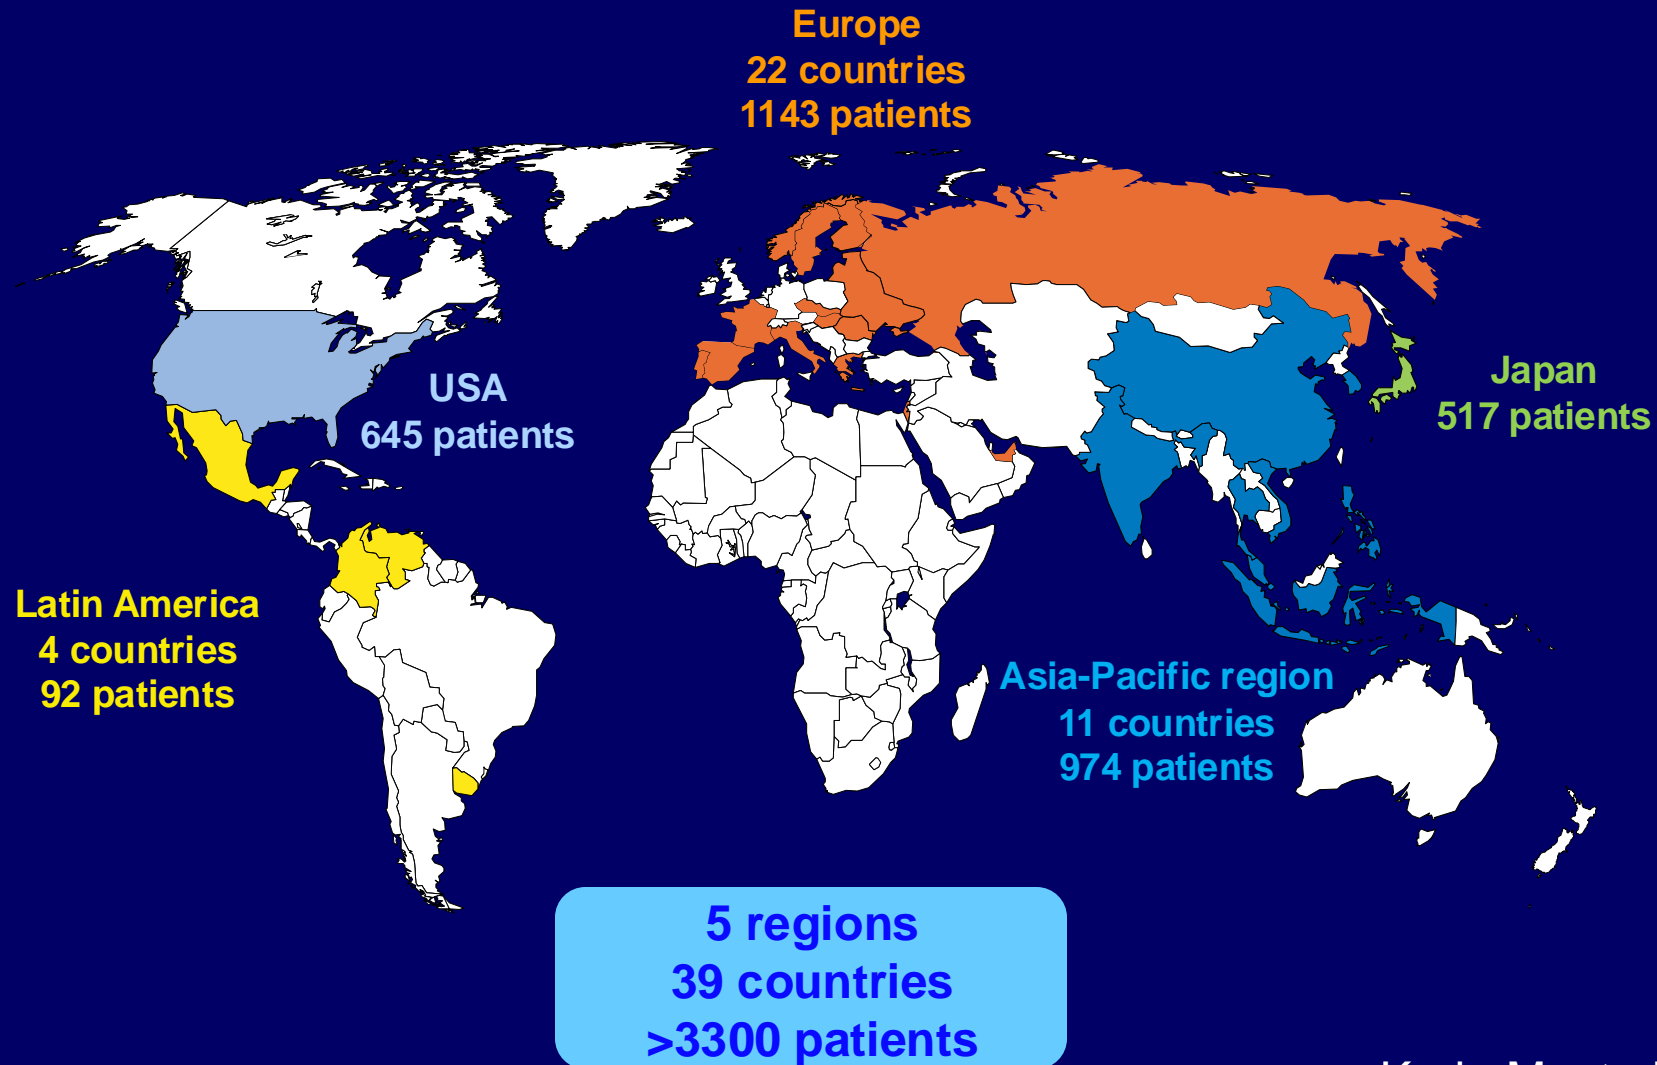 Europe
22 countries
1143 patients
USA
645 patients
Japan
517 patients
Latin America
4 countries
92 patients
Asia-Pacific region
11 countries
974 patients
5 regions
39 countries
>3300 patients